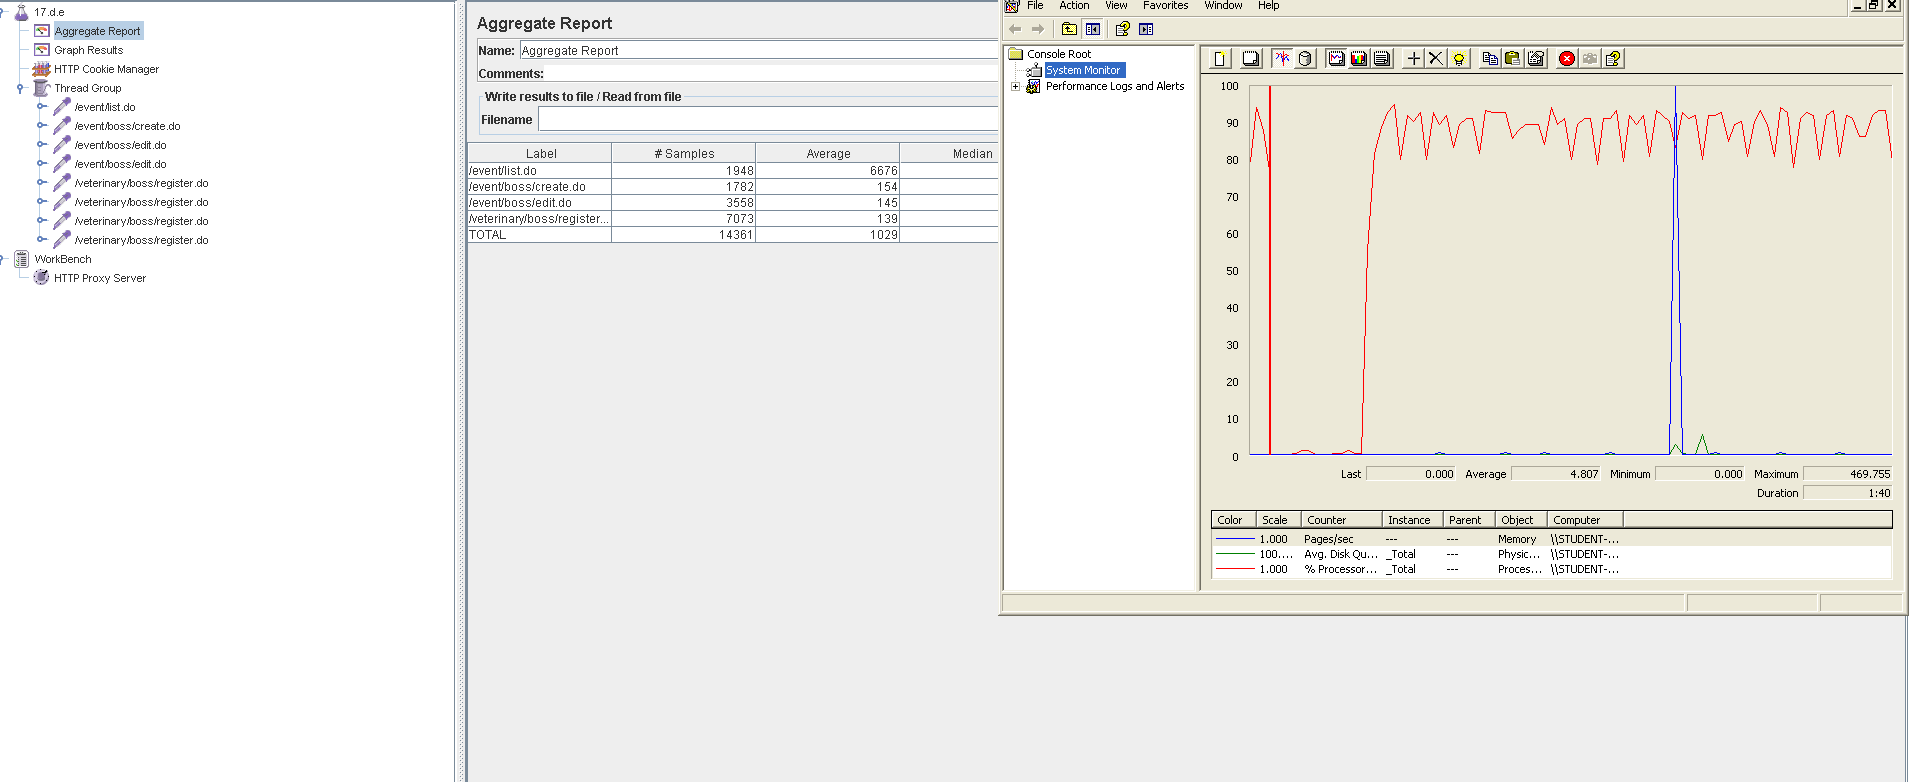 17.d.e
Aggregate Report
Graph Results
HTTP Cookie Manager
Thread Group
/event/list.do
/event/boss/create.do
/event/boss/edit.do
/event/boss/edit.do
/veterinary/boss/register.do
/veterinary/boss/register.do
/veterinary/boss/register.do
/veterinary/boss/register.do
WorkBench
HTTP Proxy Server
Aggregate Report
Name: Aggregate Report
Comments:
Write results to file / Read from file
Filename
Label # Samples Average Median
/event/list.do 1948 6676
/event/boss/create.do 1782 154
/event/boss/edit.do 3558 145
/veterinary/boss/register... 7073 139
TOTAL 14361 1029
File Action View Favorites Window Help
Console Root
System Monitor
Performance Logs and Alerts
100
90
80
70
60
50
40
30
20
10
0
Last 0.000 Average 4.807 Minimum 0.000 Maximum 469.755
Duration 1:40
Color Scale Counter Instance Parent Object Computer
1.000 Pages/sec --- --- Memory \\STUDENT-...
100.... Avg. Disk Qu... _Total --- Physic... \\STUDENT-...
1.000 % Processor... _Total --- Proces... \\STUDENT-...